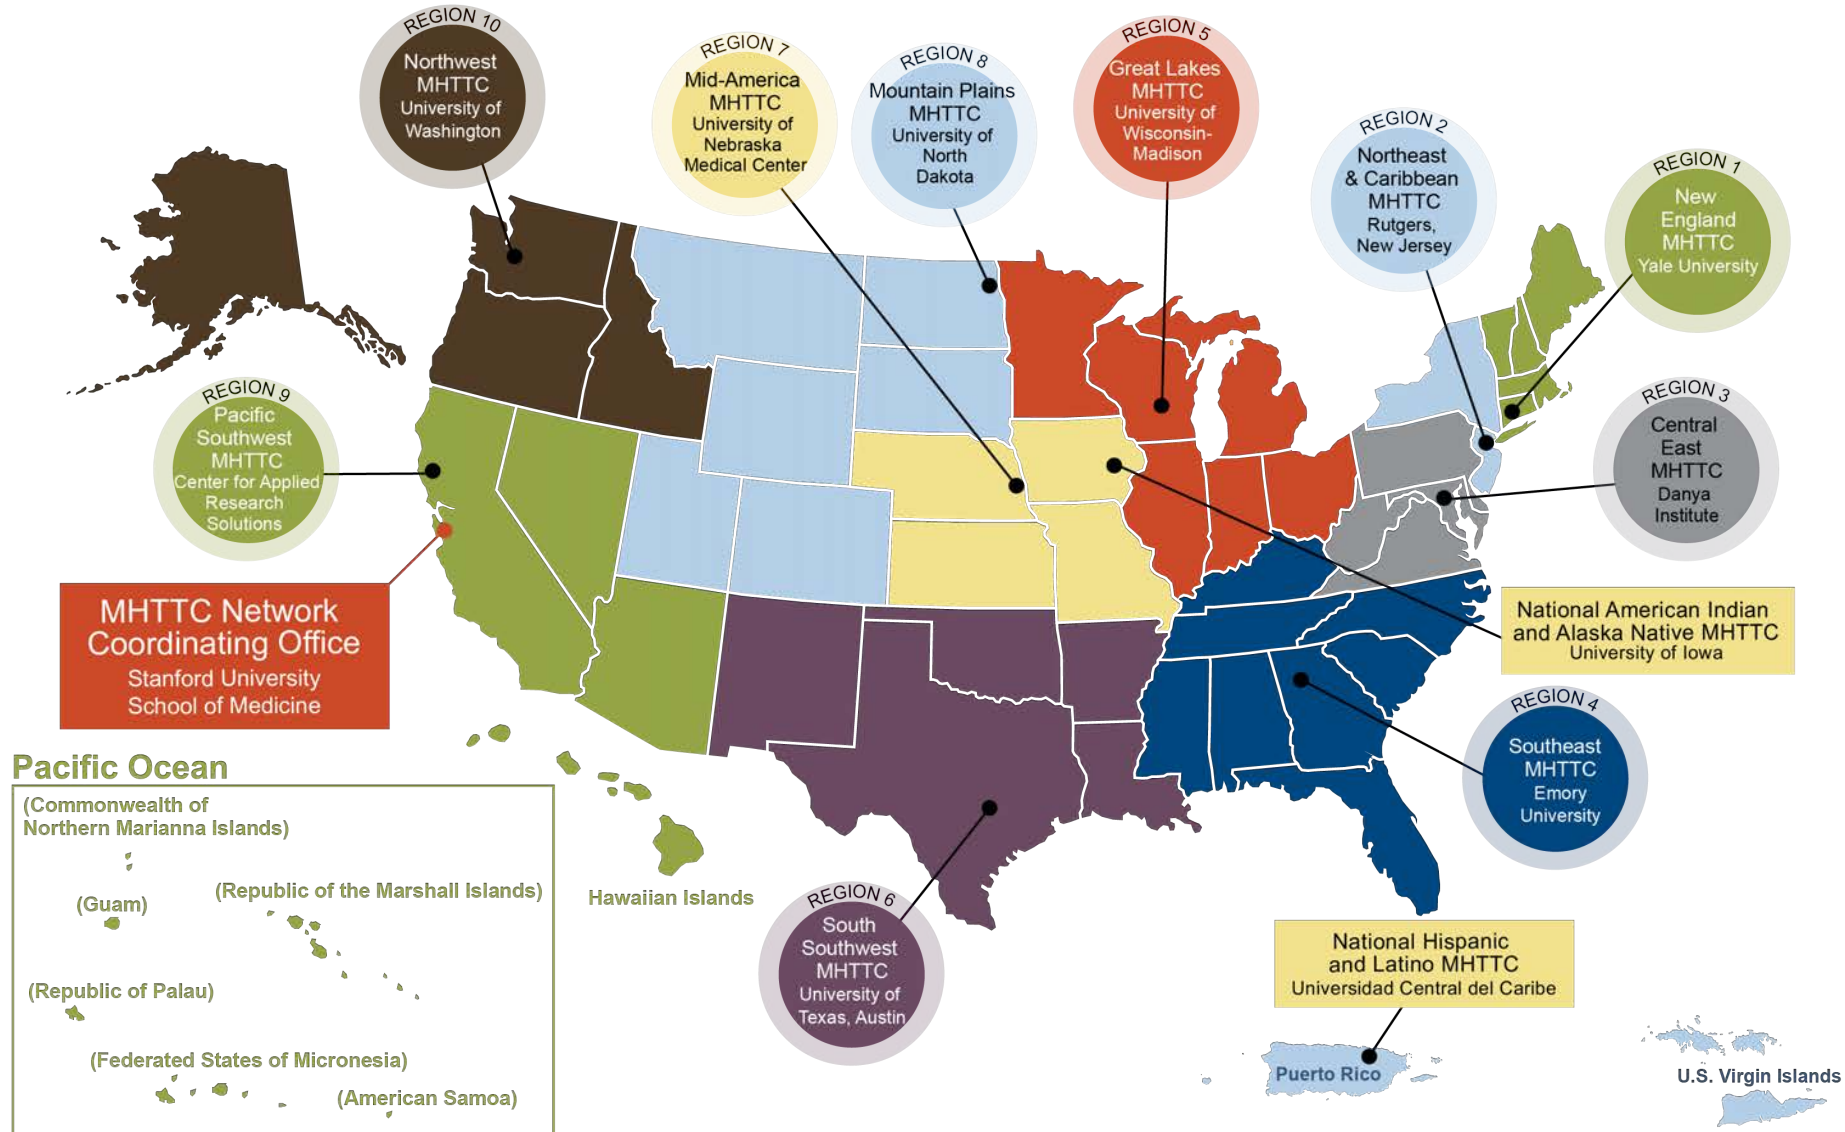 REGION 10
Northwest
MHTTC
University of
Washington
REGION 7
Mid-America
MHTTC
University of
Nebraska
Medical Center
REGION 8
Mountain Plains
MHTTC
University of
North
Dakota
REGION 5
Great Lakes
MHTTC
University of
Wisconsin-
Madison
REGION 2
Northeast
& Caribbean
MHTTC
Rutgers,
New Jersey
REGION 1
New
England
MHTTC
Yale University
REGION 9
Pacific
Southwest
MHTTC
Center for Applied
Research
Solutions
REGION 3
Central
East
MHTTC
Danya
Institute
MHTTC Network
Coordinating Office
Stanford University
School of Medicine
National American Indian
and Alaska Native MHTTC
University of Iowa
REGION 4
Southeast
MHTTC
Emory
University
Pacific Ocean
(Commonwealth of
Northern Marianna Islands)
(Guam)
(Republic of the Marshall Islands)
(Republic of Palau)
(Federated States of Micronesia)
(American Samoa)
Hawaiian Islands
REGION 6
South
Southwest
MHTTC
University of
Texas, Austin
National Hispanic
and Latino MHTTC
Universidad Central del Caribe
Puerto Rico
U.S. Virgin Islands